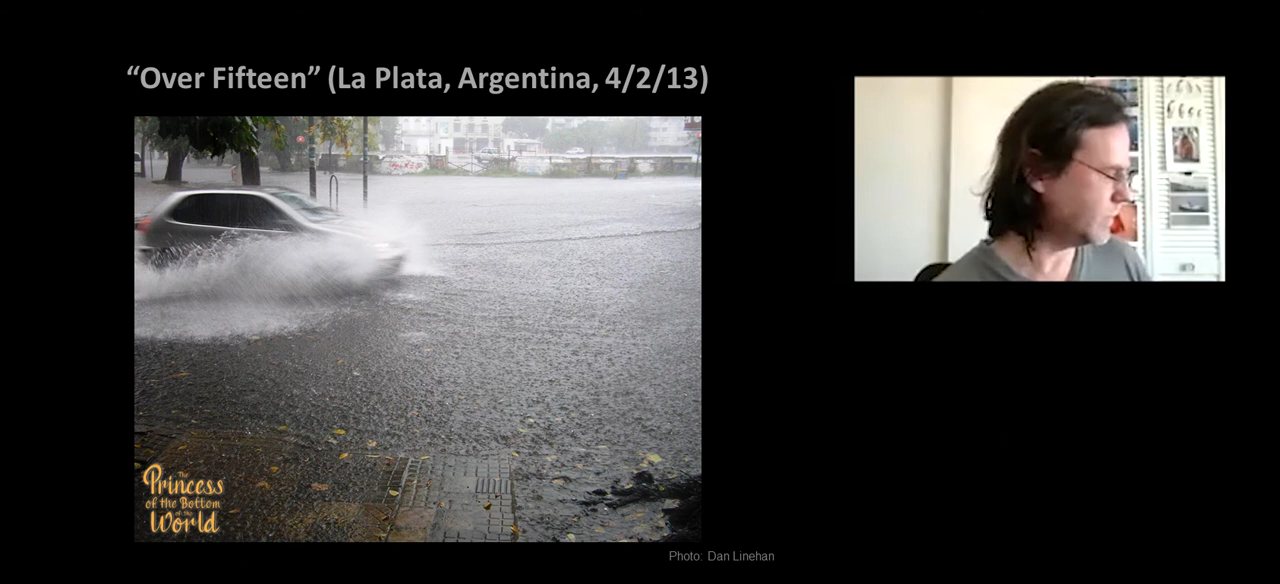 “Over Fifteen” (La Plata, Argentina, 4/2/13)
The
Princess
of the Bottom
of the
World
Photo: Dan Linehan